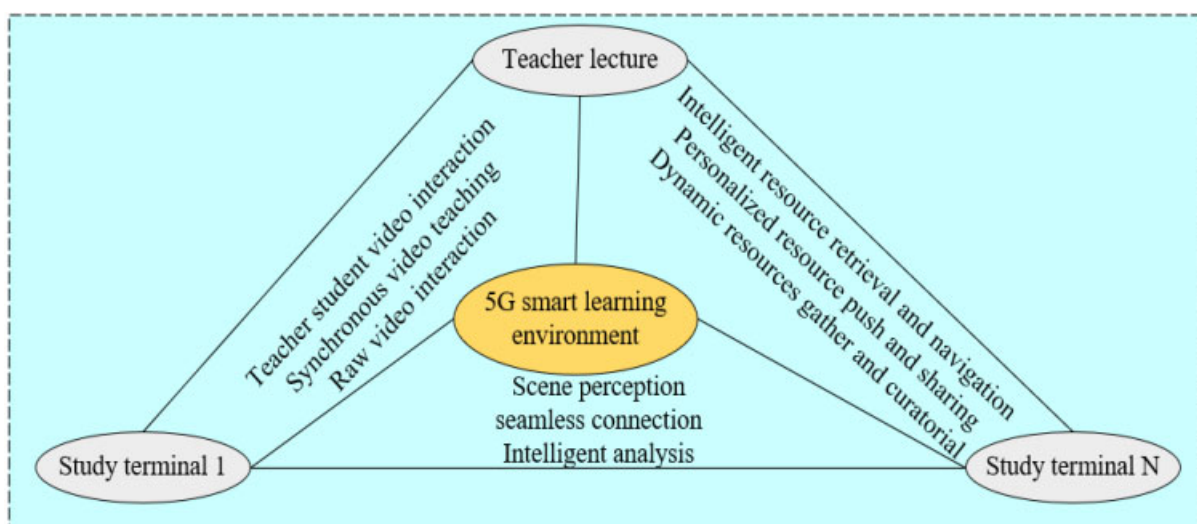 Teacher lecture
Teacher student video interaction
Synchronous video teaching
Raw video interaction
Intelligent resource retrieval and navigation
Personalized resource push and sharing
Dynamic resources gather and curatorial
5G smart learning
environment
Scene perception
seamless connection
Intelligent analysis
Study terminal 1
Study terminal N